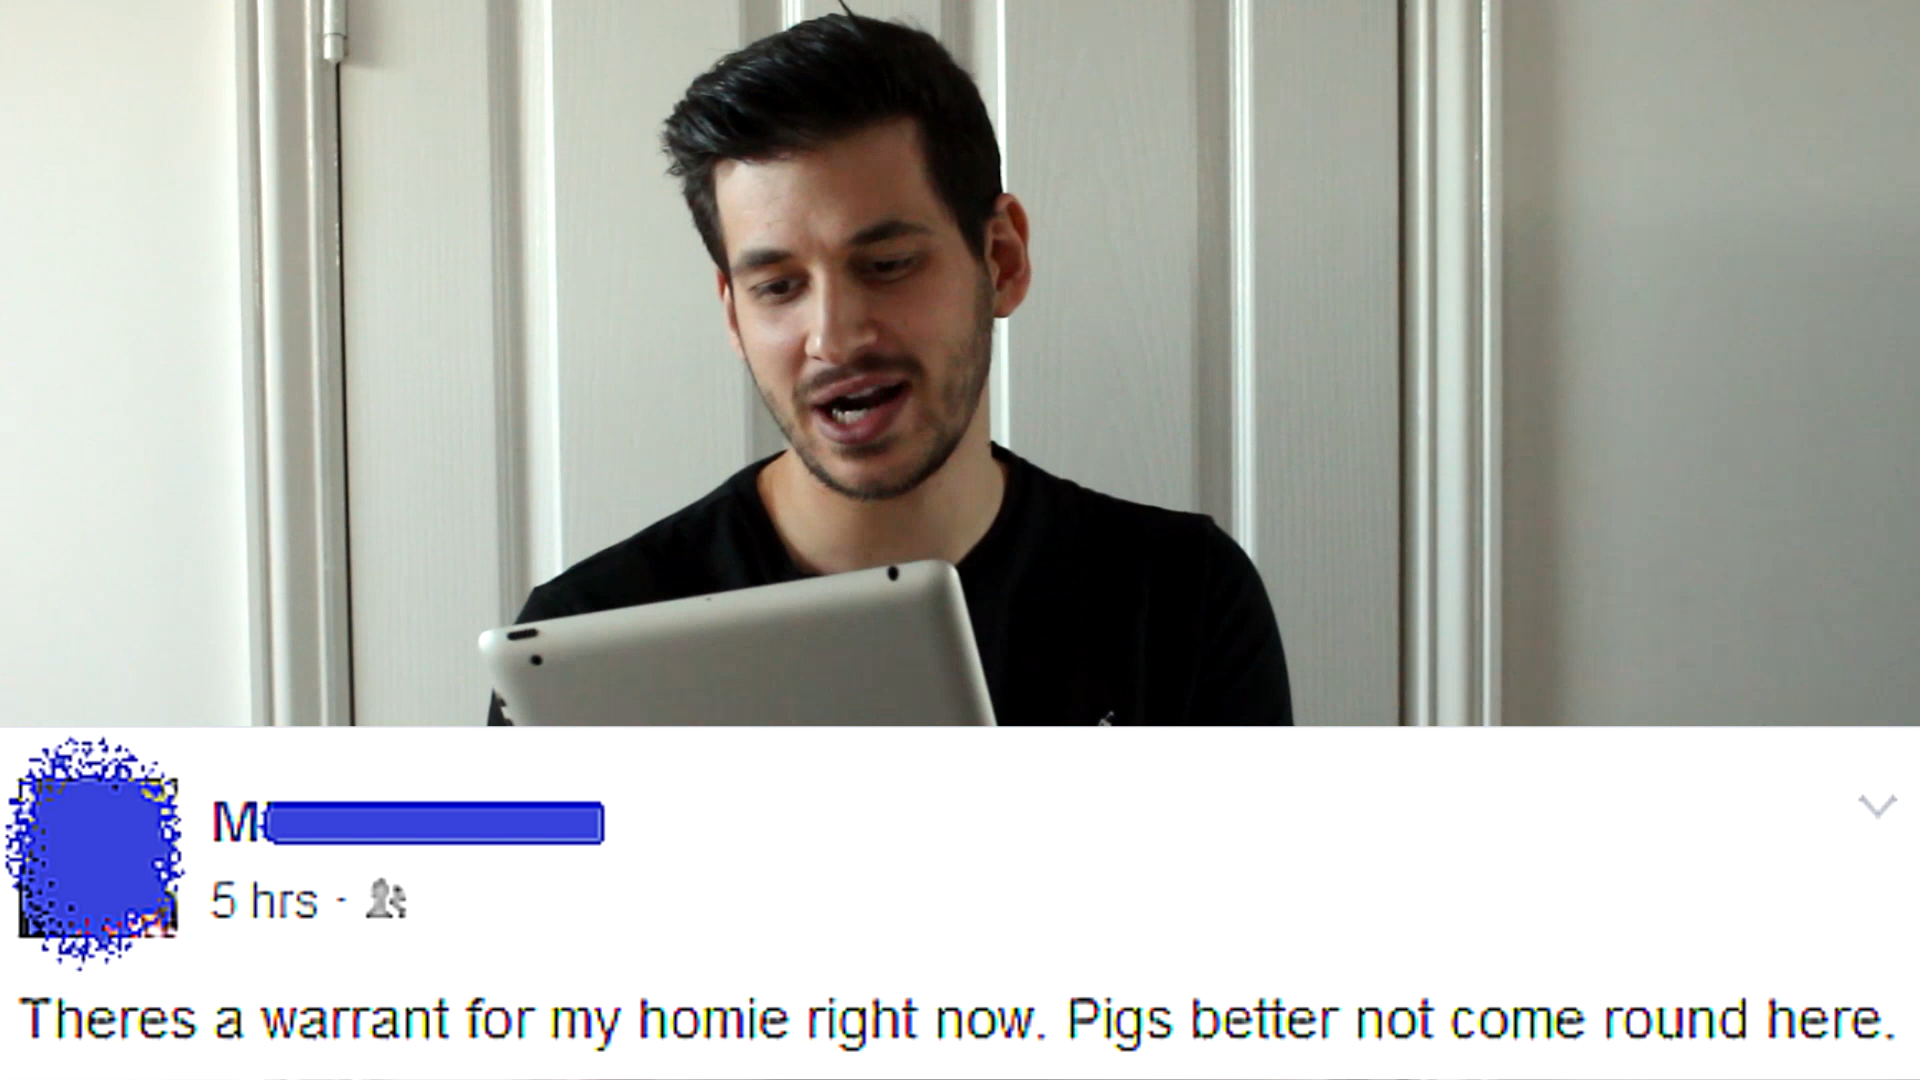 M
5 hrs ·
Theres a warrant for my homie right now. Pigs better not come round here.